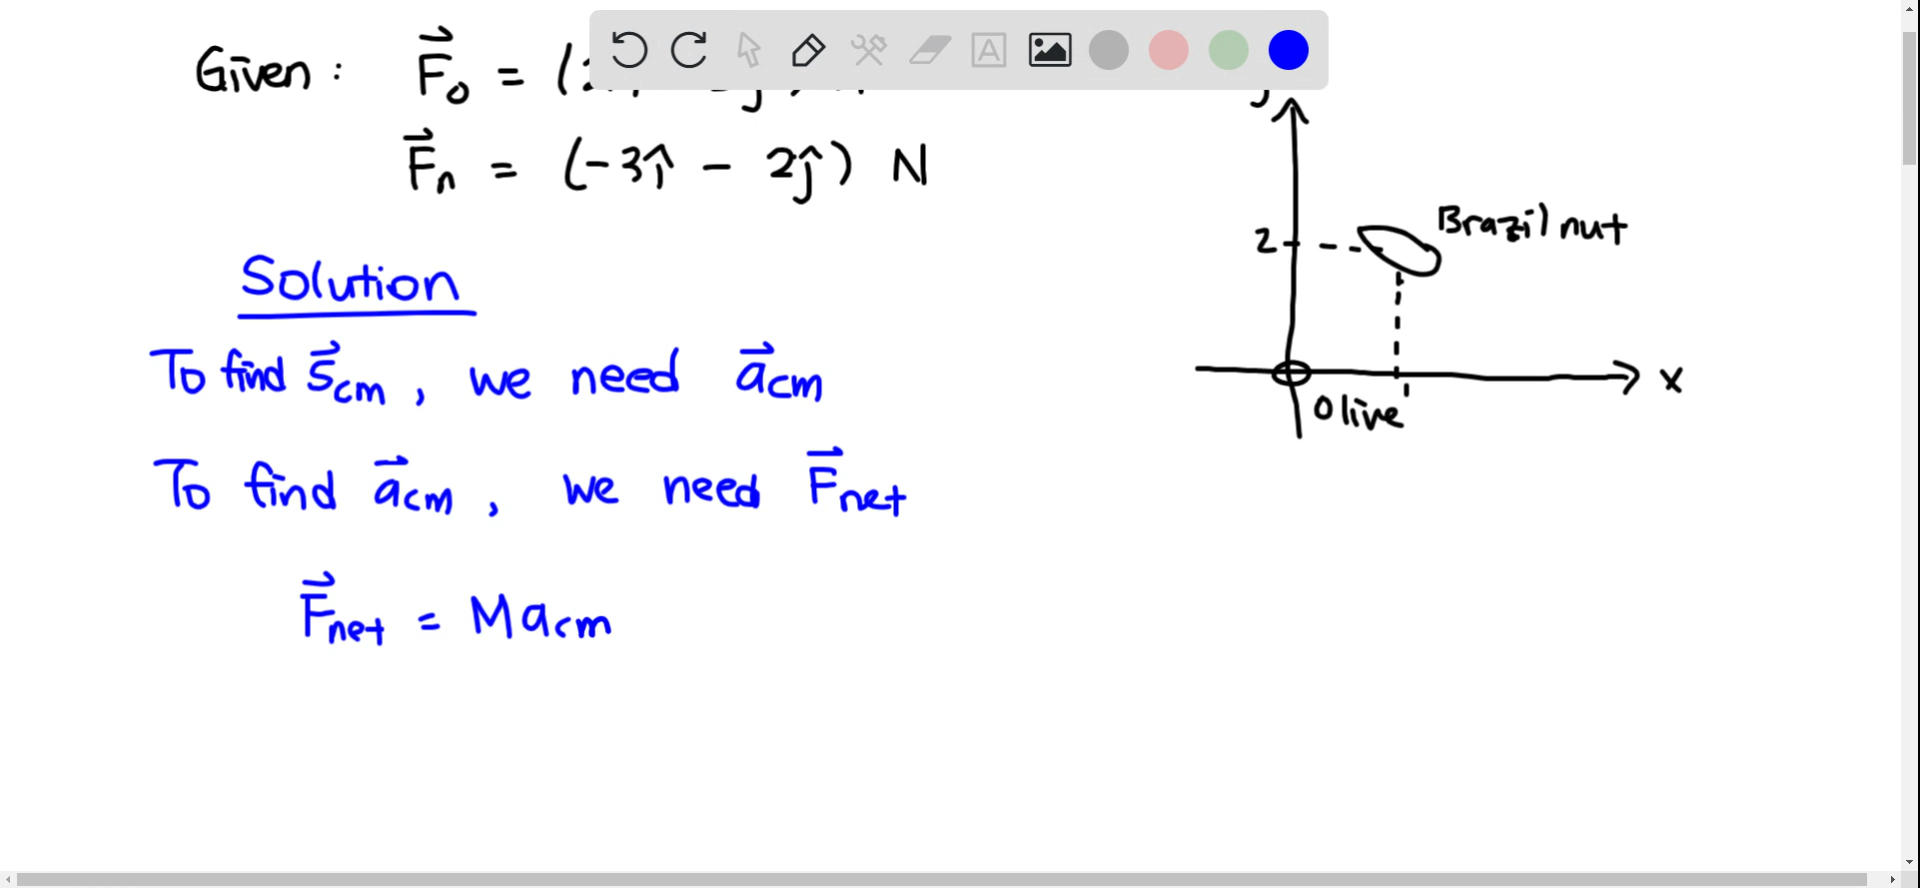 Given : F⃗o = (2
F⃗n = (-3î - 2ĵ) N
Brazil nut
2
Solution
To find s⃗cm, we need a⃗cm
x
Olive
To find a⃗cm, we need F⃗net
F⃗net = Macm